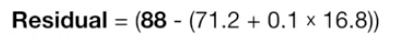 Residual = (88 - (71.2 + 0.1 × 16.8))